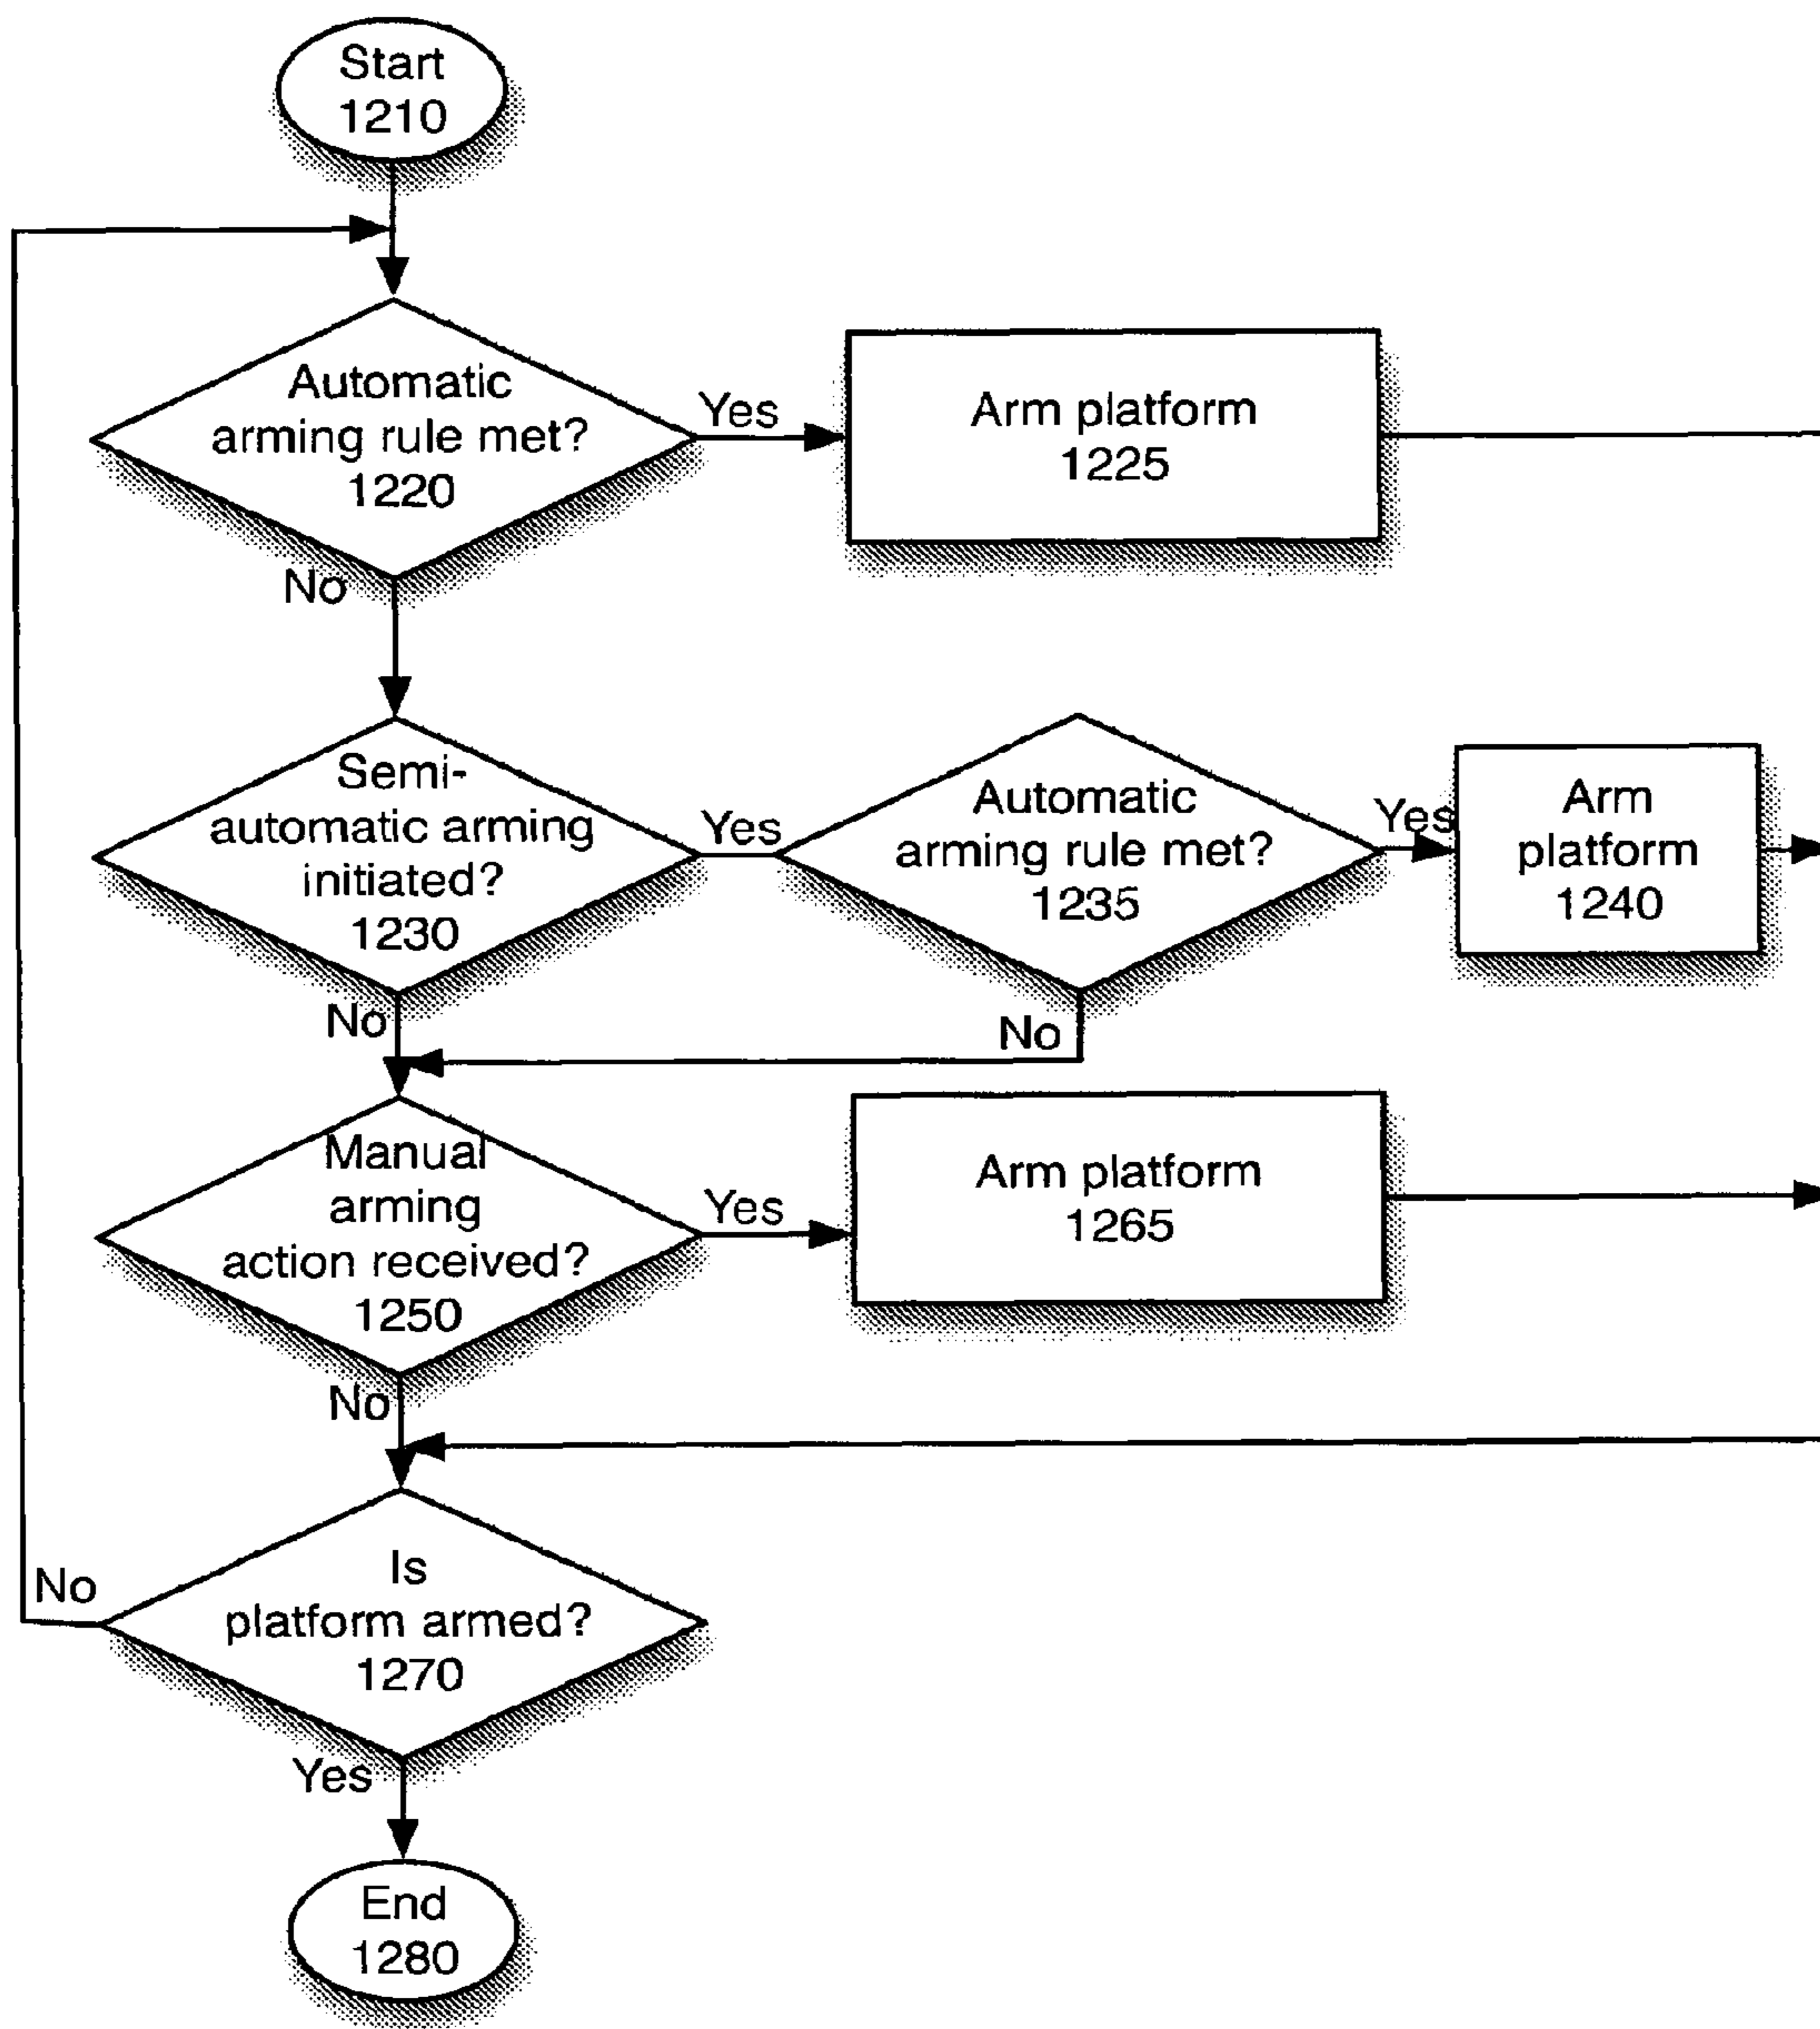 Start
1210
Automatic
arming rule met?
1220
Yes
Arm platform
1225
No
Semi-
automatic arming
initiated?
1230
Yes
Automatic
arming rule met?
1235
Yes
Arm
platform
1240
No
No
Manual
arming
action received?
1250
Yes
Arm platform
1265
No
Is
platform armed?
1270
No
Yes
End
1280